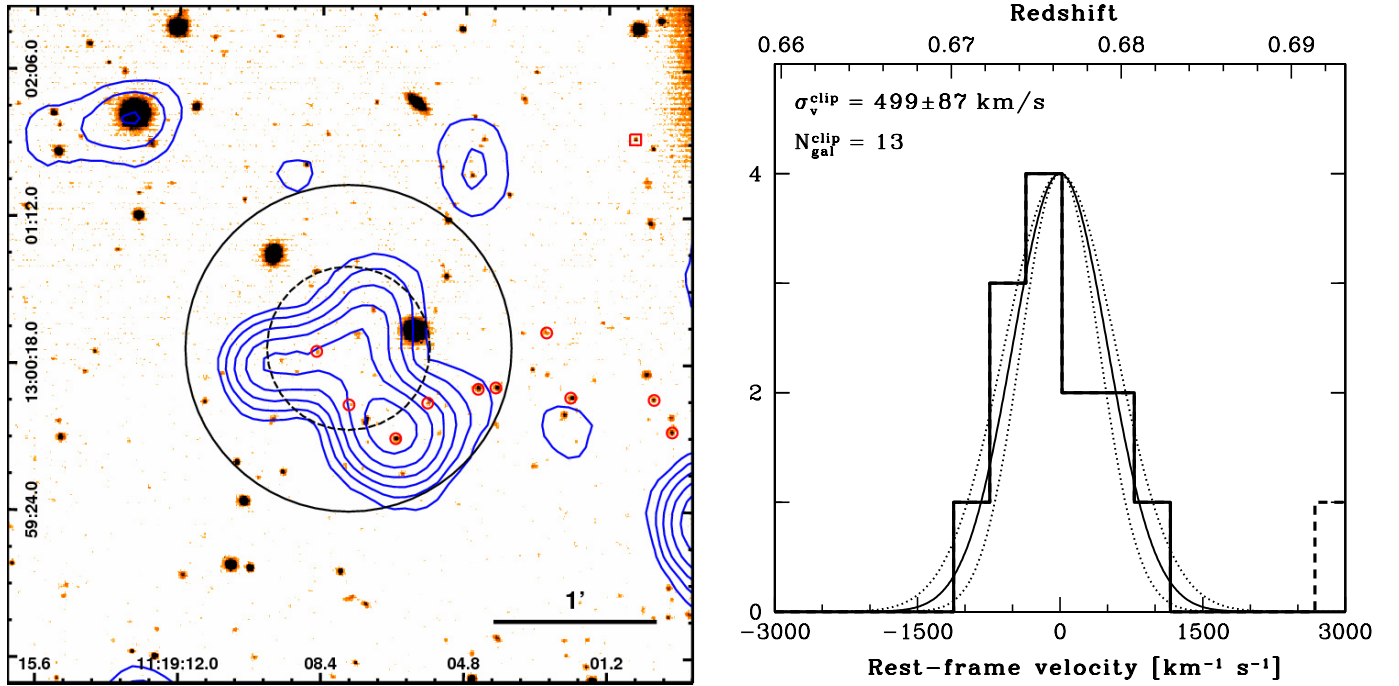 02:06.0
01:12.0
13:00:18.0
59:24.0
1'
15.6 11:19:12.0 08.4 04.8 01.2
Redshift
0.66 0.67 0.68 0.69
σ_v^clip = 499±87 km/s
N_gal^clip = 13
4
2
0
−3000 −1500 0 1500 3000
Rest−frame velocity [km⁻¹ s⁻¹]